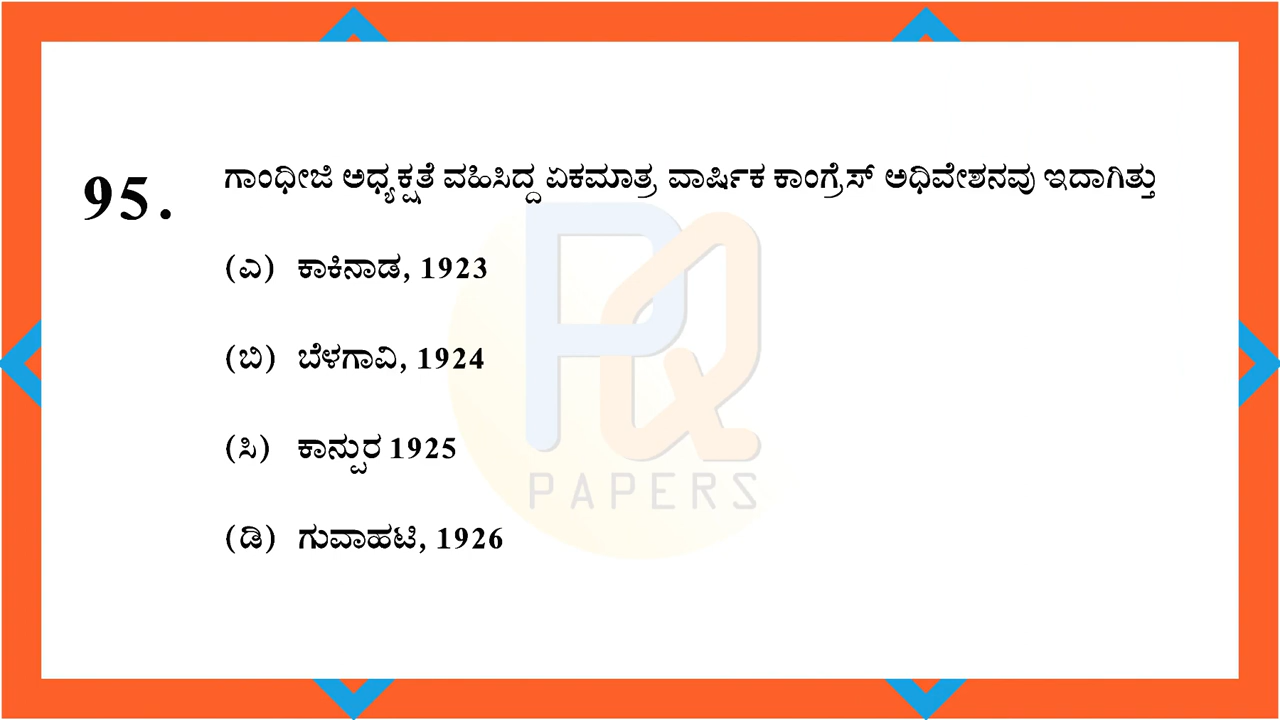 95. ಗಾಂಧೀಜಿ ಅಧ್ಯಕ್ಷತೆ ವಹಿಸಿದ್ದ ಏಕಮಾತ್ರ ವಾರ್ಷಿಕ ಕಾಂಗ್ರೆಸ್ ಅಧಿವೇಶನವು ಇದಾಗಿತ್ತು
(ಎ) ಕಾಕಿನಾಡ, 1923
(ಬಿ) ಬೆಳಗಾವಿ, 1924
(ಸಿ) ಕಾನ್ಪುರ 1925
PAPERS
(ಡಿ) ಗುವಾಹಟಿ, 1926